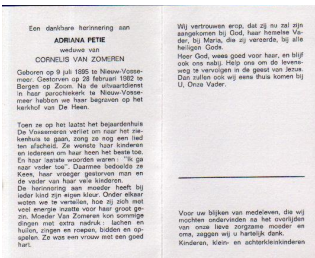 Een dankbare herinnering aan
ADRIANA PETIE
weduwe van
CORNELIS VAN ZOMEREN
Geboren op 9 juli 1895 te Nieuw-Vosse-
meer. Gestorven op 28 februari 1982 te
Bergen op Zoom. Na de uitvaartdienst
in haar parochiekerk te Nieuw-Vosse-
meer hebben we haar begraven op het
kerkhof van De Heen.
Toen ze op het laatst het bejaardenhuis
De Vossemeren verliet om naar het zie-
kenhuis te gaan, zong ze nog een lied
ten afscheid. Ze wenste haar kinderen
en iedereen om haar heen het beste toe.
En haar laatste woorden waren: "Ik ga
naar vader toe". Daarmee bedoelde ze
Kees, haar vroeger gestorven man en
de vader van haar vele kinderen.
De herinnering aan moeder heeft bij
ieder kind zijn eigen kleur. Onder elkaar
woten we te vertellen, hoe zij zich met
veel energie inzette voor haar groot ge-
zin. Moeder Van Zomeren kon sommige
dingen met extra nadruk: lachen en
huilen, zingen en roepen, bidden en op-
spelen. Ze was een vrouw met een goed
hart.
Wij vertrouwen erop, dat zij nu zal zijn
aangekomen bij God, haar hemelse Va-
der, bij Maria, die zij vereerde, bij alle
heiligen Gods.
Heer God, wees goed voor haar, en blijf
ook ons nabij. Help ons om de levens-
weg te vervolgen in de geest van Jezus.
Dan zullen ook wij eens thuis komen bij
U, Onze Vader.
Voor uw blijken van medeleven, die wij
mochten ondervinden na het overlijden
van onze lieve zorgzame moeder en
oma, zeggen wij u hartelijk dank.
Kinderen, klein- en achterkleinkinderen